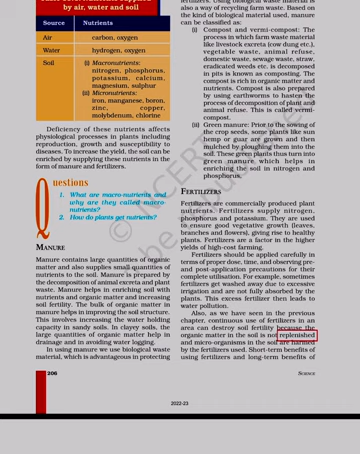 by air, water and soil
Source Nutrients
Air carbon, oxygen
Water hydrogen, oxygen
Soil (i) Macronutrients:
nitrogen, phosphorus,
potassium, calcium,
magnesium, sulphur
(ii) Micronutrients:
iron, manganese, boron,
zinc, copper,
molybdenum, chlorine
Deficiency of these nutrients affects
physiological processes in plants including
reproduction, growth and susceptibility to
diseases. To increase the yield, the soil can be
enriched by supplying these nutrients in the
form of manure and fertilizers.
Questions
1. What are macro-nutrients and
why are they called macro-
nutrients?
2. How do plants get nutrients?
MANURE
Manure contains large quantities of organic
matter and also supplies small quantities of
nutrients to the soil. Manure is prepared by
the decomposition of animal excreta and plant
waste. Manure helps in enriching soil with
nutrients and organic matter and increasing
soil fertility. The bulk of organic matter in
manure helps in improving the soil structure.
This involves increasing the water holding
capacity in sandy soils. In clayey soils, the
large quantities of organic matter help in
drainage and in avoiding water logging.
In using manure we use biological waste
material, which is advantageous in protecting
fertilizers. Using biological waste material is
also a way of recycling farm waste. Based on
the kind of biological material used, manure
can be classified as:
(i) Compost and vermi-compost: The
process in which farm waste material
like livestock excreta (cow dung etc.),
vegetable waste, animal refuse,
domestic waste, sewage waste, straw,
eradicated weeds etc. is decomposed
in pits is known as composting. The
compost is rich in organic matter and
nutrients. Compost is also prepared
by using earthworms to hasten the
process of decomposition of plant and
animal refuse. This is called vermi-
compost.
(ii) Green manure: Prior to the sowing of
the crop seeds, some plants like sun
hemp or guar are grown and then
mulched by ploughing them into the
soil. These green plants thus turn into
green manure which helps in
enriching the soil in nitrogen and
phosphorus.
FERTILIZERS
Fertilizers are commercially produced plant
nutrients. Fertilizers supply nitrogen,
phosphorus and potassium. They are used
to ensure good vegetative growth (leaves,
branches and flowers), giving rise to healthy
plants. Fertilizers are a factor in the higher
yields of high-cost farming.
Fertilizers should be applied carefully in
terms of proper dose, time, and observing pre-
and post-application precautions for their
complete utilisation. For example, sometimes
fertilizers get washed away due to excessive
irrigation and are not fully absorbed by the
plants. This excess fertilizer then leads to
water pollution.
Also, as we have seen in the previous
chapter, continuous use of fertilizers in an
area can destroy soil fertility because the
organic matter in the soil is not replenished
and micro-organisms in the soil are harmed
by the fertilizers used. Short-term benefits of
using fertilizers and long-term benefits of
206 SCIENCE
2022-23